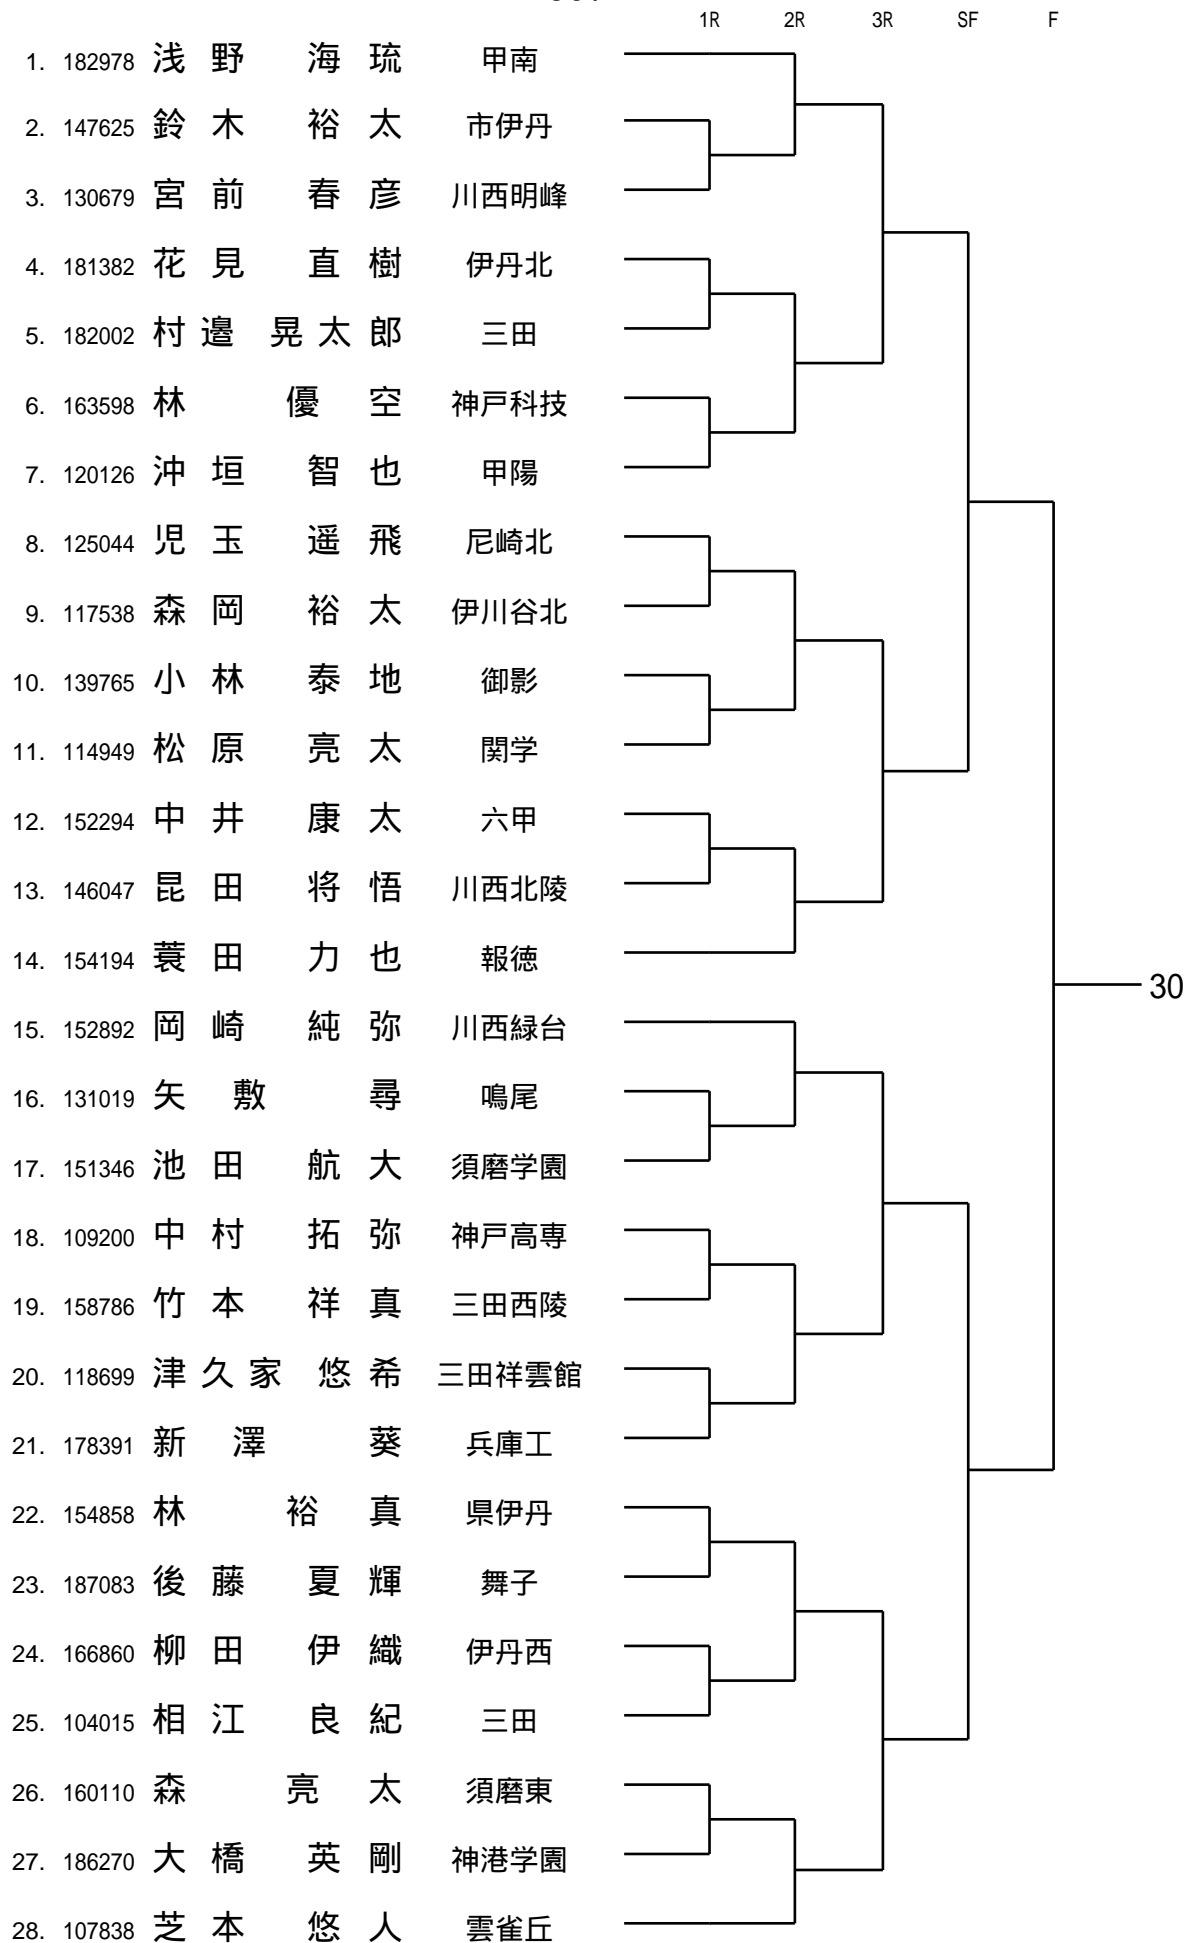 1R 2R 3R SF F
1. 182978 浅野 海琉 甲南
2. 147625 鈴木 裕太 市伊丹
3. 130679 宮前 春彦 川西明峰
4. 181382 花見 直樹 伊丹北
5. 182002 村邉 晃太郎 三田
6. 163598 林 優空 神戸科技
7. 120126 沖垣 智也 甲陽
8. 125044 児玉 遥飛 尼崎北
9. 117538 森岡 裕太 伊川谷北
10. 139765 小林 泰地 御影
11. 114949 松原 亮太 関学
12. 152294 中井 康太 六甲
13. 146047 昆田 将悟 川西北陵
14. 154194 蓑田 力也 報徳
30
15. 152892 岡崎 純弥 川西緑台
16. 131019 矢敷 尋 鳴尾
17. 151346 池田 航大 須磨学園
18. 109200 中村 拓弥 神戸高専
19. 158786 竹本 祥真 三田西陵
20. 118699 津久家 悠希 三田祥雲館
21. 178391 新澤 葵 兵庫工
22. 154858 林 裕真 県伊丹
23. 187083 後藤 夏輝 舞子
24. 166860 柳田 伊織 伊丹西
25. 104015 相江 良紀 三田
26. 160110 森 亮太 須磨東
27. 186270 大橋 英剛 神港学園
28. 107838 芝本 悠人 雲雀丘